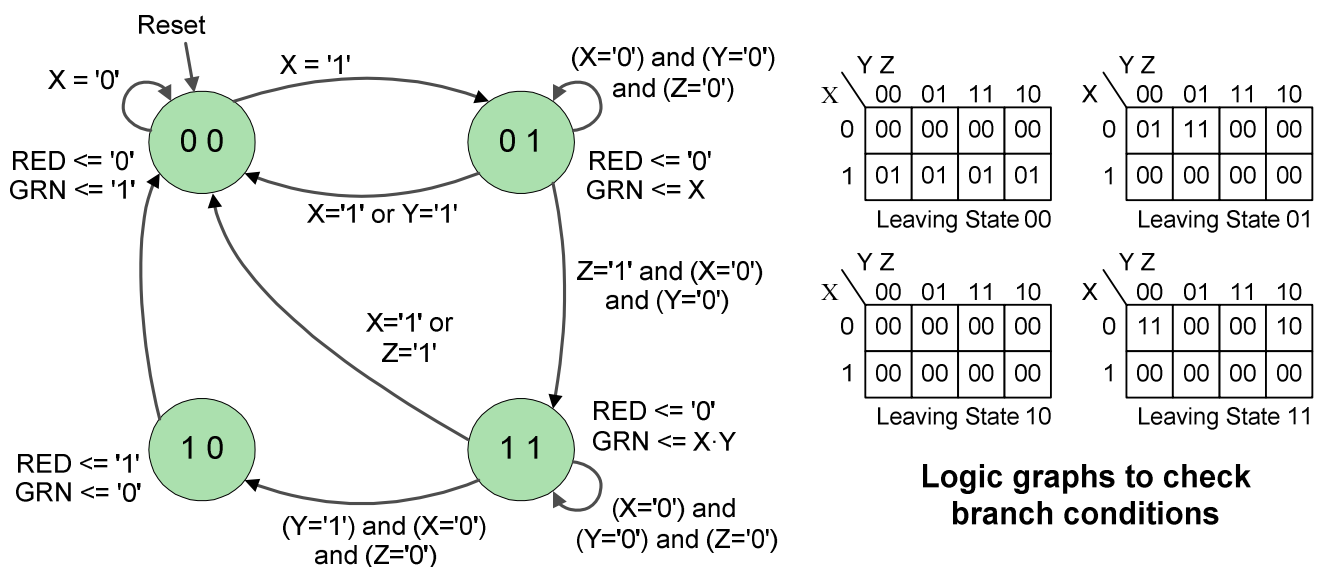 Reset
X = '0'
X = '1'
(X='0') and (Y='0')
and (Z='0')
0 0
0 1
RED <= '0'
GRN <= '1'
RED <= '0'
GRN <= X
X='1' or Y='1'
Z='1' and (X='0')
and (Y='0')
X='1' or
Z='1'
RED <= '0'
GRN <= X·Y
1 0
1 1
RED <= '1'
GRN <= '0'
(Y='1') and (X='0')
and (Z='0')
(X='0') and
(Y='0') and (Z='0')
Y Z
X 00 01 11 10
0 00 00 00 00
1 01 01 01 01
Leaving State 00
Y Z
X 00 01 11 10
0 01 11 00 00
1 00 00 00 00
Leaving State 01
Y Z
X 00 01 11 10
0 00 00 00 00
1 00 00 00 00
Leaving State 10
Y Z
X 00 01 11 10
0 11 00 00 10
1 00 00 00 00
Leaving State 11
Logic graphs to check
branch conditions